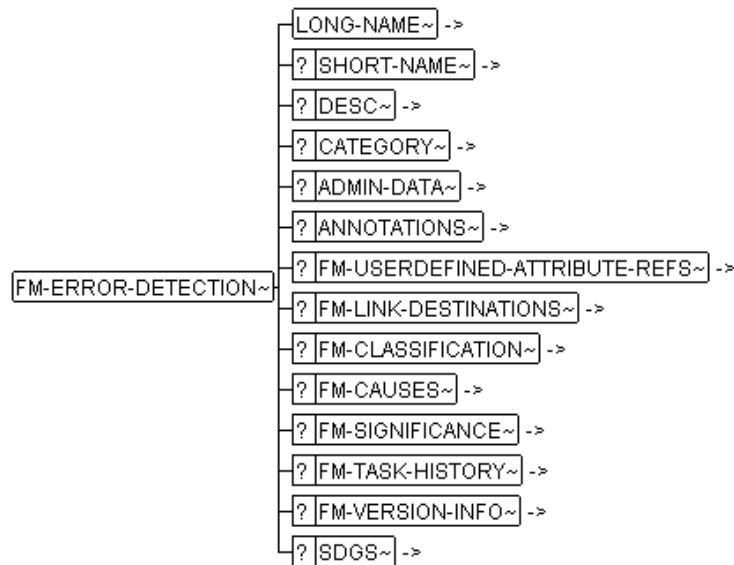 LONG-NAME~ ->
? SHORT-NAME~ ->
? DESC~ ->
? CATEGORY~ ->
? ADMIN-DATA~ ->
? ANNOTATIONS~ ->
? FM-USERDEFINED-ATTRIBUTE-REFS~ ->
FM-ERROR-DETECTION~
? FM-LINK-DESTINATIONS~ ->
? FM-CLASSIFICATION~ ->
? FM-CAUSES~ ->
? FM-SIGNIFICANCE~ ->
? FM-TASK-HISTORY~ ->
? FM-VERSION-INFO~ ->
? SDGS~ ->